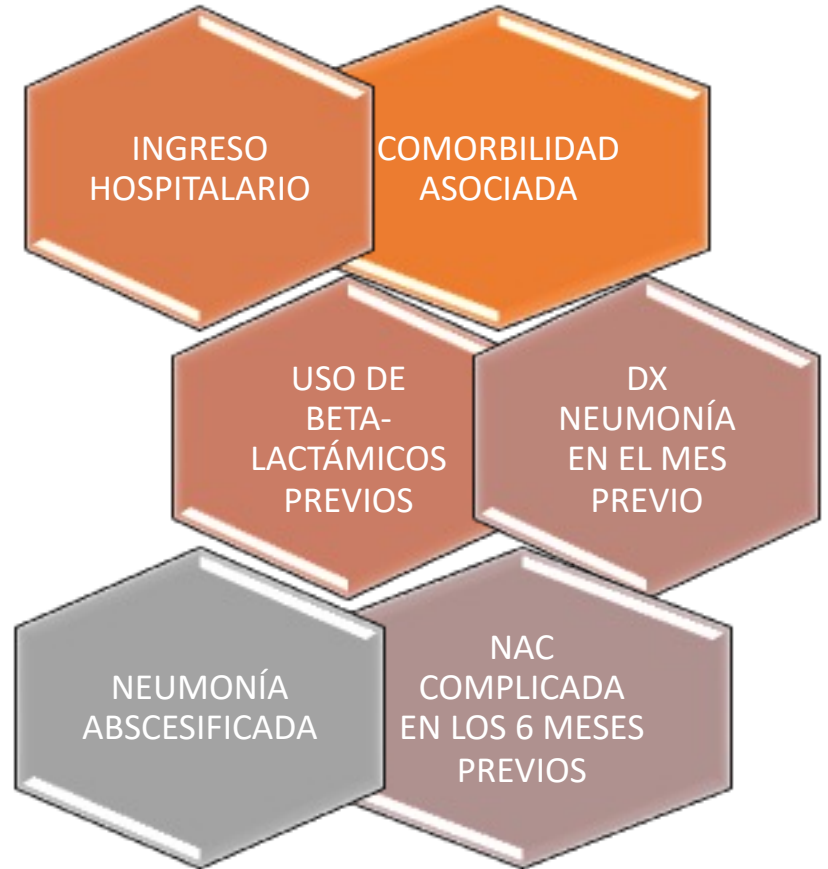 INGRESO
HOSPITALARIO
COMORBILIDAD
ASOCIADA
USO DE
BETA-
LACTÁMICOS
PREVIOS
DX
NEUMONÍA
EN EL MES
PREVIO
NEUMONÍA
ABSCESIFICADA
NAC
COMPLICADA
EN LOS 6 MESES
PREVIOS